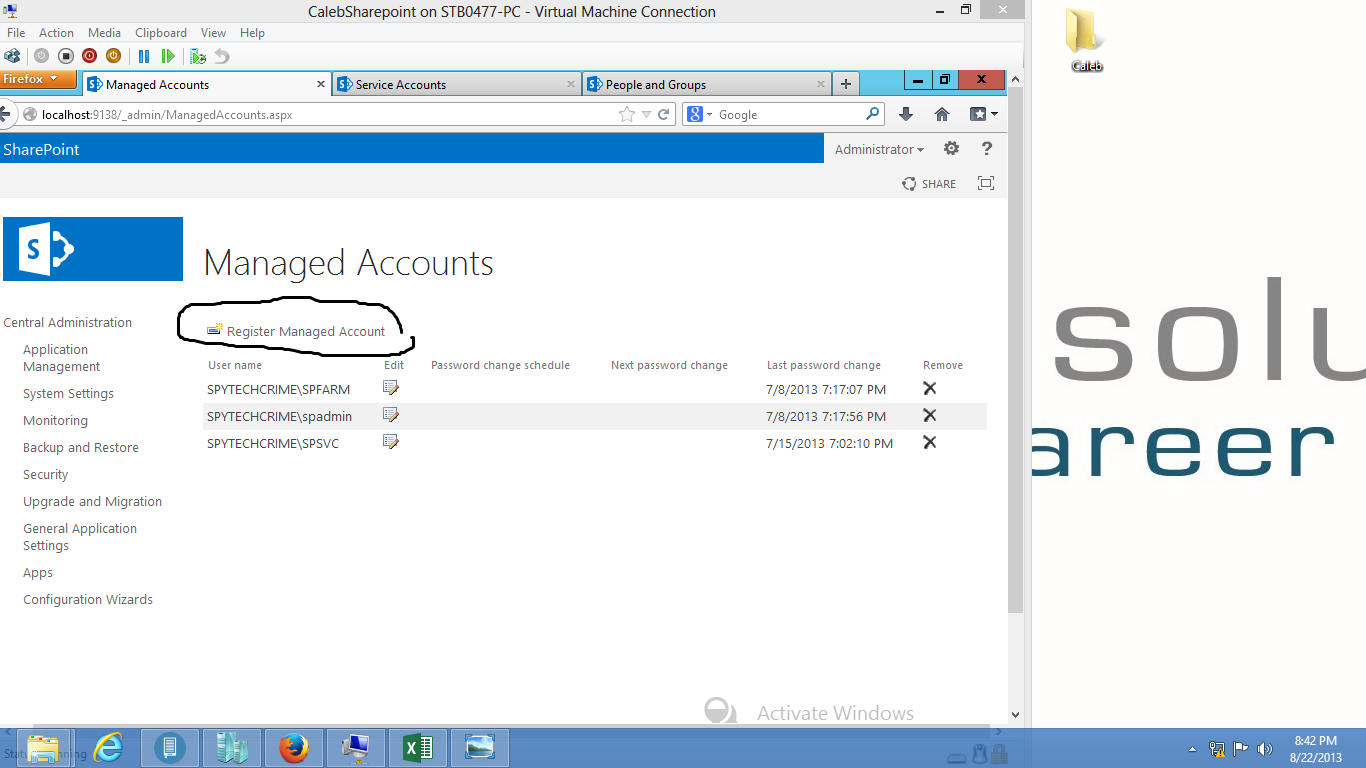 CalebSharepoint on STB0477-PC - Virtual Machine Connection
File Action Media Clipboard View Help
Caleb
Firefox Managed Accounts Service Accounts People and Groups
localhost:9138/_admin/ManagedAccounts.aspx Google
SharePoint Administrator ?
SHARE
S
Managed Accounts
Central Administration
Application
Management
System Settings
Monitoring
Backup and Restore
Security
Upgrade and Migration
General Application
Settings
Apps
Configuration Wizards
Register Managed Account
User name Edit Password change schedule Next password change Last password change Remove
SPYTECHCRIME\SPFARM 7/8/2013 7:17:07 PM
SPYTECHCRIME\spadmin 7/8/2013 7:17:56 PM
SPYTECHCRIME\SPSVC 7/15/2013 7:02:10 PM
solu
areer
Activate Windows
8:42 PM
8/22/2013